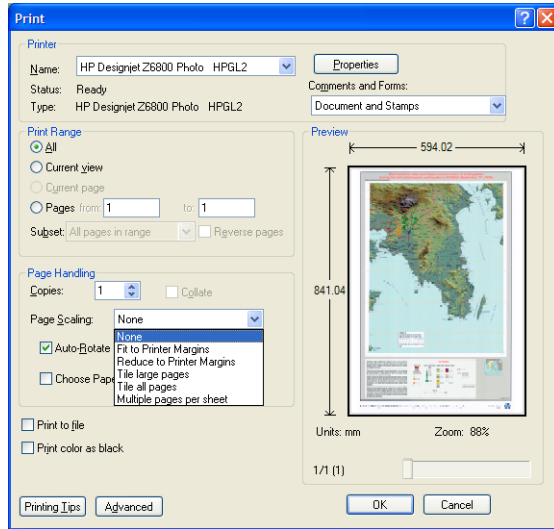 Print
Printer
Name: HP Designjet Z6800 Photo HPGL2 Properties
Status: Ready Comments and Forms:
Type: HP Designjet Z6800 Photo HPGL2 Document and Stamps
Print Range
All
Current view
Current page
Pages from: 1 to: 1
Subset: All pages in range Reverse pages
Page Handling
Copies: 1 Collate
Page Scaling: None
None
Fit to Printer Margins
Reduce to Printer Margins
Tile large pages
Tile all pages
Multiple pages per sheet
Auto-Rotate
Choose Pape
Print to file
Print color as black
Preview
594.02
841.04
Units: mm Zoom: 88%
1/1 (1)
Printing Tips Advanced OK Cancel